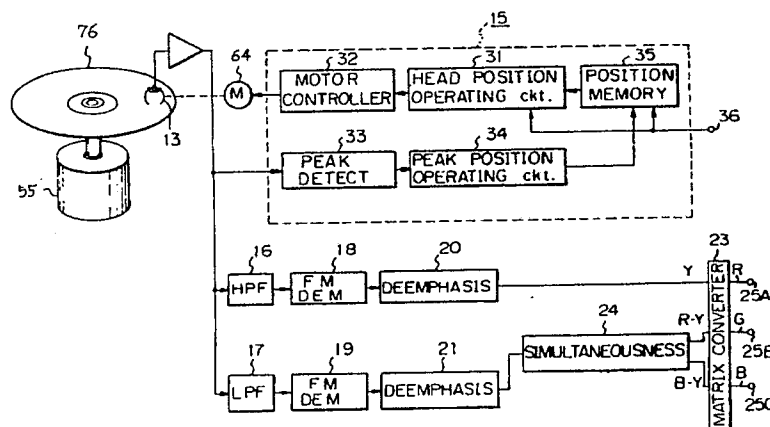 15
76
64
32
31
35
MOTOR CONTROLLER
HEAD POSITION OPERATING ckt.
POSITION MEMORY
M
13
36
33
34
PEAK DETECT
PEAK POSITION OPERATING ckt.
55
16
18
20
23
HPF
FM DEM
DEEMPHASIS
Y
R
25A
24
R-Y
G
25B
17
19
21
SIMULTANEOUSNESS
LPF
FM DEM
DEEMPHASIS
B-Y
B
25C
MATRIX CONVERTER